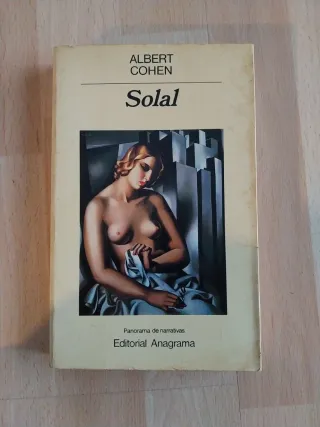 ALBERT
COHEN
Solal
Panorama de narrativas
Editorial Anagrama